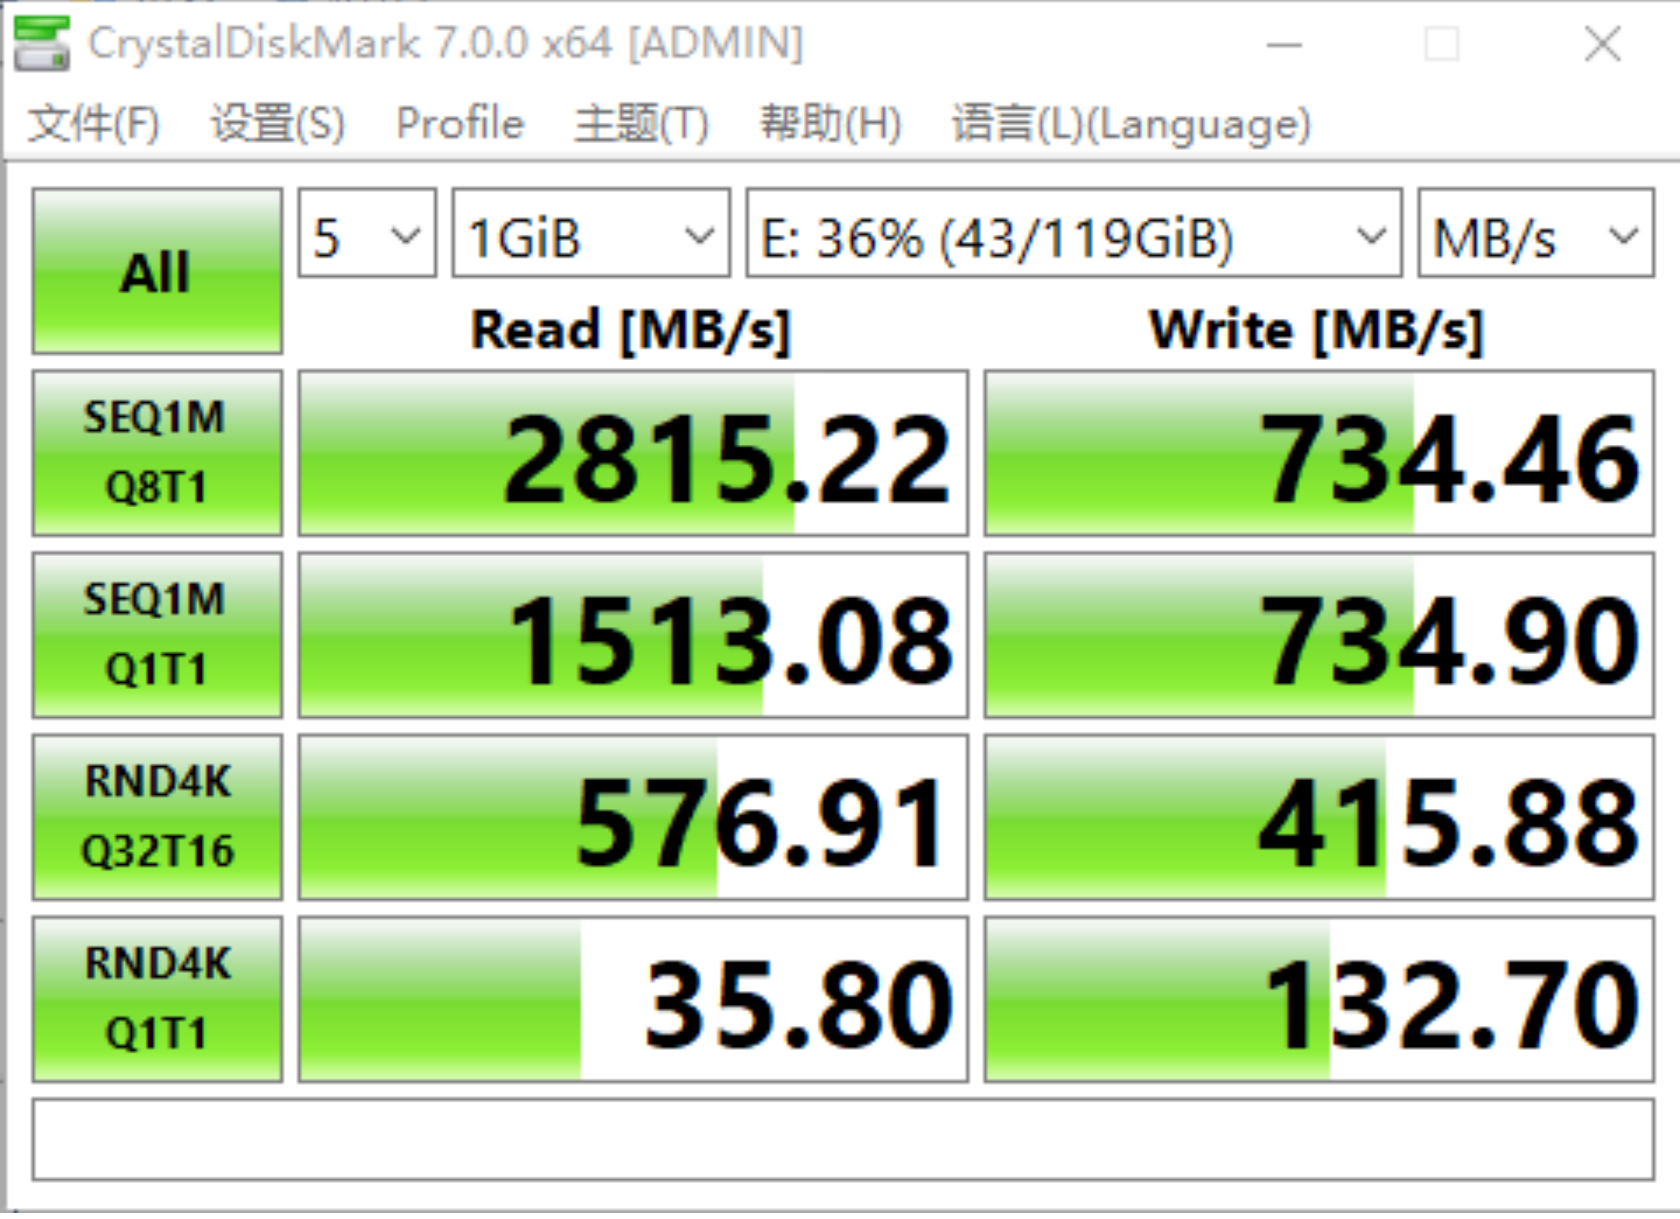 CrystalDiskMark 7.0.0 x64 [ADMIN]
文件(F) 设置(S) Profile 主题(T) 帮助(H) 语言(L)(Language)
All 5 1GiB E: 36% (43/119GiB) MB/s
Read [MB/s] Write [MB/s]
SEQ1M
Q8T1
2815.22 734.46
SEQ1M
Q1T1
1513.08 734.90
RND4K
Q32T16
576.91 415.88
RND4K
Q1T1
35.80 132.70